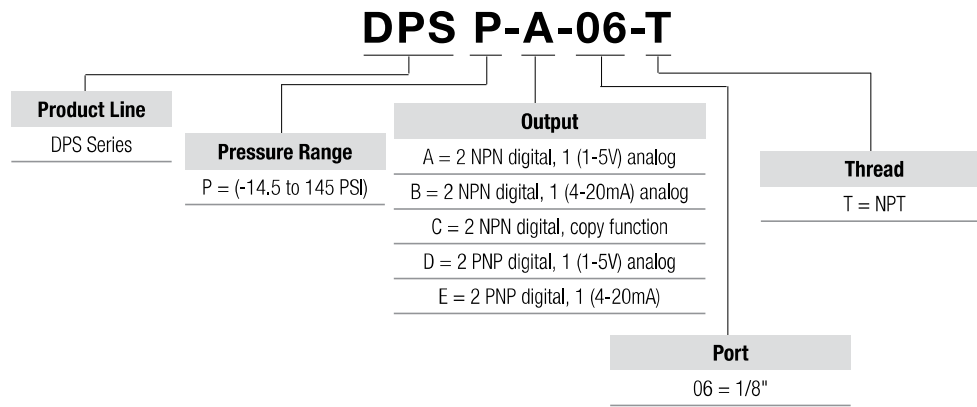 DPS P-A-06-T
Product Line
DPS Series
Pressure Range
P = (-14.5 to 145 PSI)
Output
A = 2 NPN digital, 1 (1-5V) analog
B = 2 NPN digital, 1 (4-20mA) analog
C = 2 NPN digital, copy function
D = 2 PNP digital, 1 (1-5V) analog
E = 2 PNP digital, 1 (4-20mA)
Thread
T = NPT
Port
06 = 1/8"